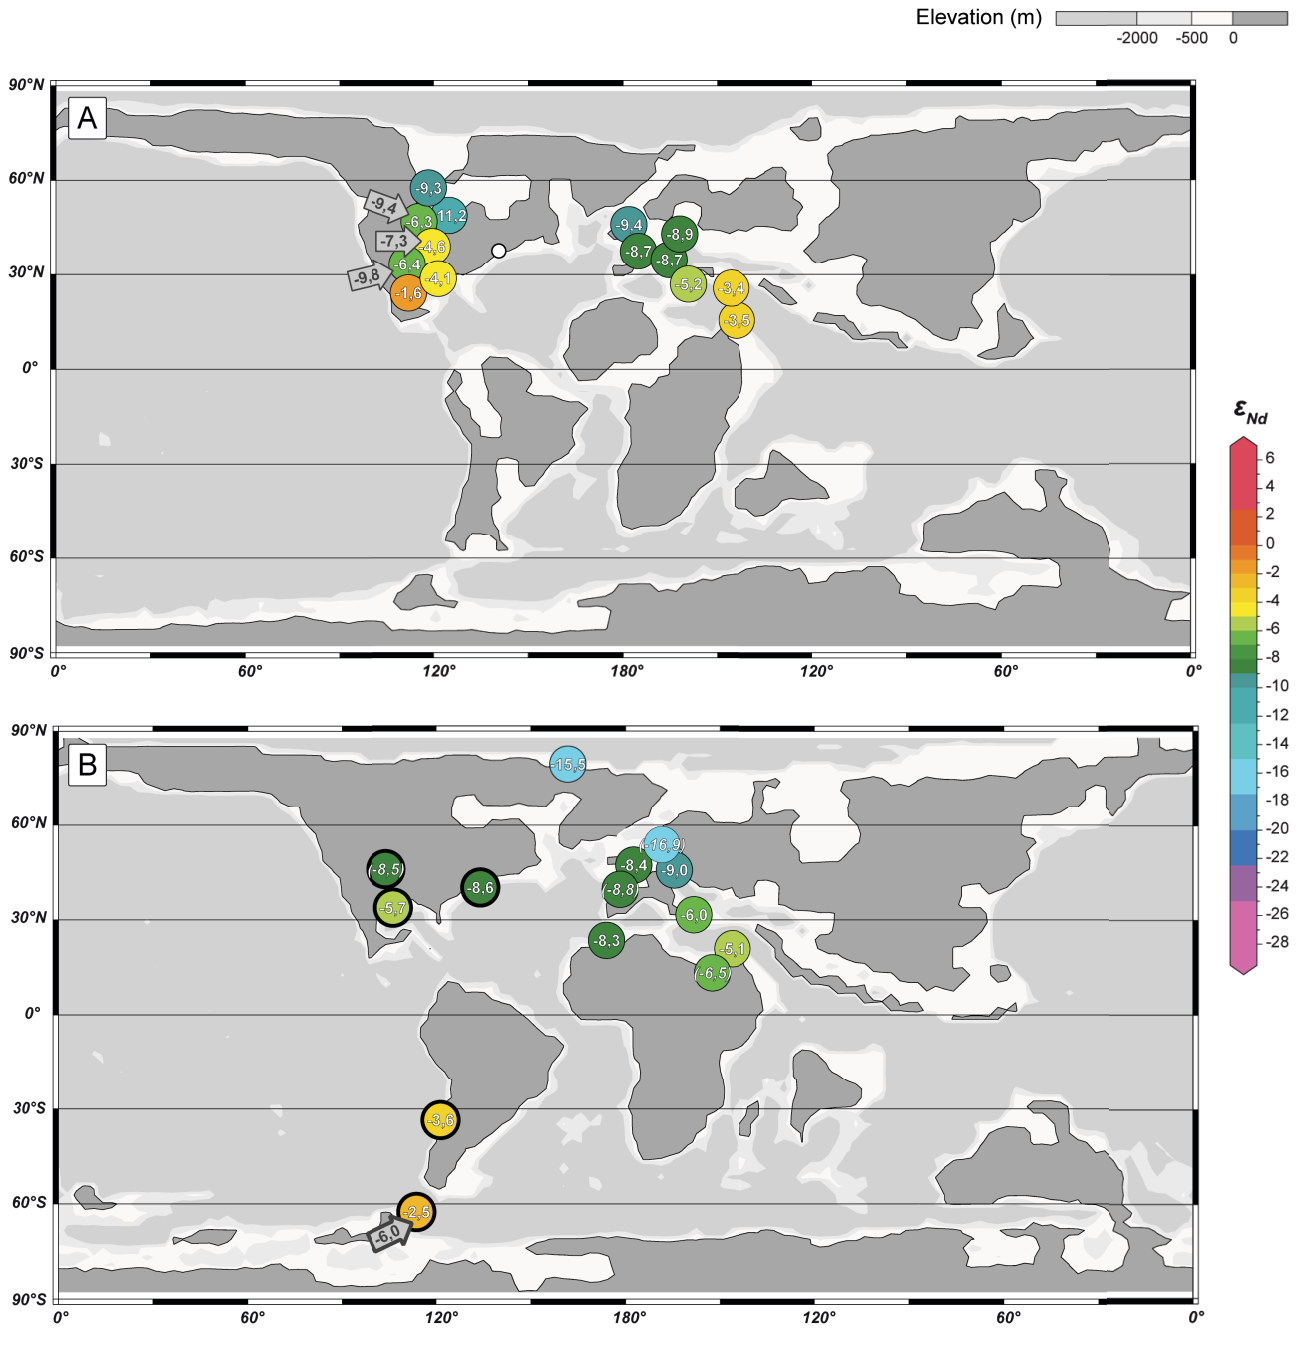 Elevation (m)
-2000 -500 0
90°N
A
60°N
-9,3
-9,4
-6,3
11,2
-9,4
-8,9
-7,3
-4,6
-8,7
-8,7
-6,4
30°N
-9,8
-4,1
-5,2
-3,4
-1,6
-3,5
0°
30°S
60°S
90°S
0° 60° 120° 180° 120° 60° 0°
εNd
6
4
2
0
-2
-4
-6
-8
-10
-12
-14
-16
-18
-20
-22
-24
-26
-28
90°N
B
-15,5
60°N
(-16,9)
(-8,5)
-8,4
-9,0
-8,6
(-8,8)
-5,7
30°N
-6,0
-8,3
-5,1
(-6,5)
0°
30°S
-3,6
60°S
-2,5
-6,0
90°S
0° 60° 120° 180° 120° 60° 0°